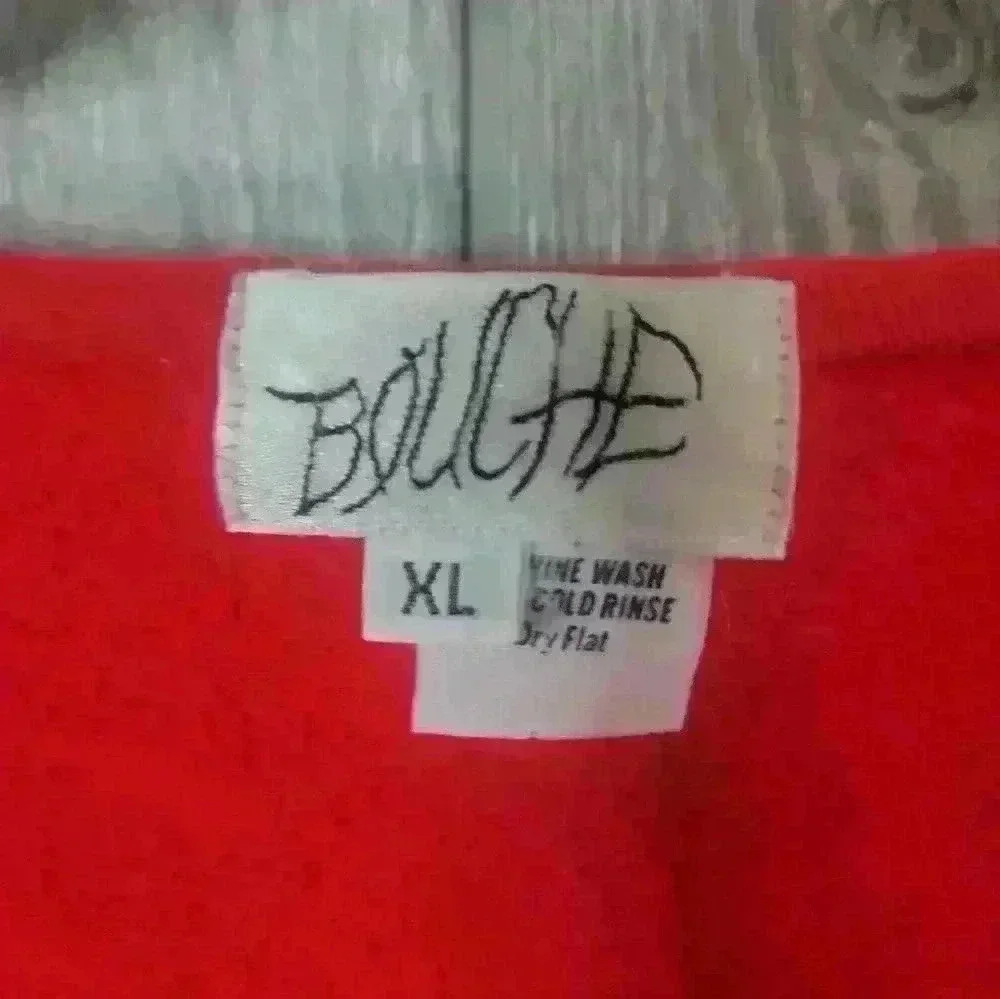 BOUCHE
XL
WASH
COLD RINSE
Dry Flat